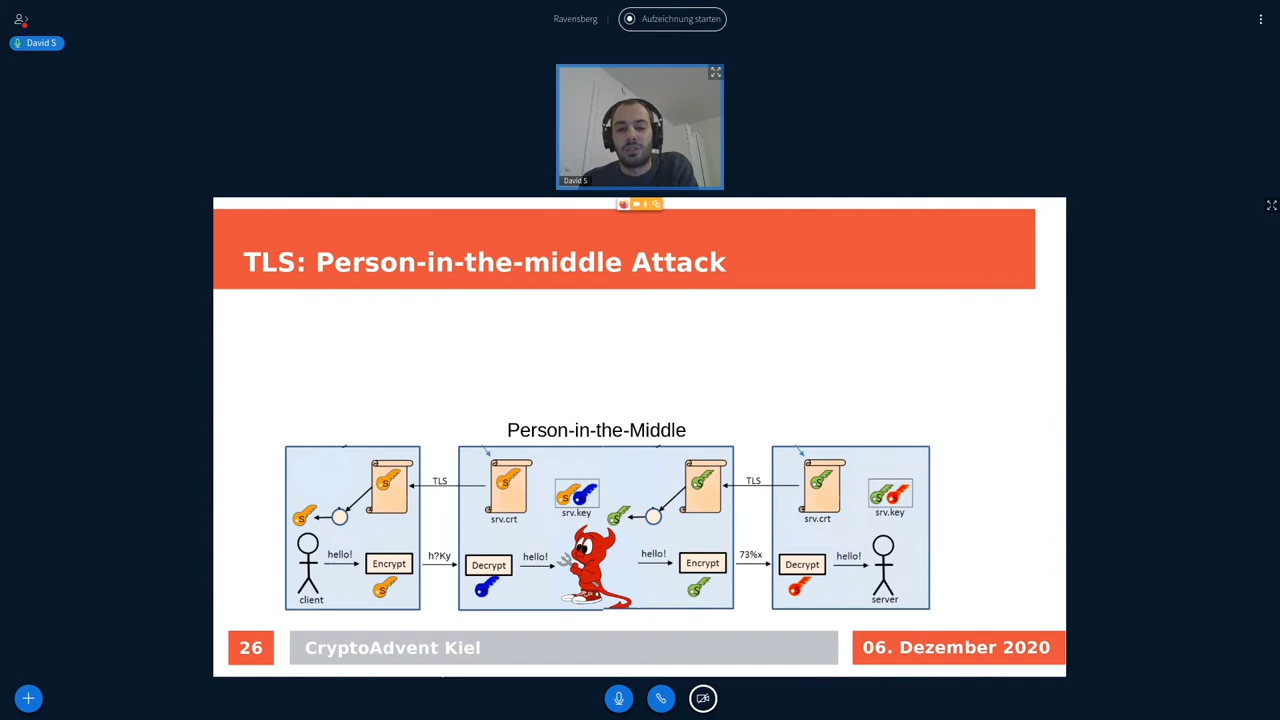 Ravensberg
Aufzeichnung starten
David S
David S
TLS: Person-in-the-middle Attack
Person-in-the-Middle
S
S
S
S
S
S
TLS
TLS
S
srv.crt
srv.key
S
srv.crt
srv.key
hello!
h?Ky
hello!
hello!
73%x
hello!
Encrypt
Decrypt
Encrypt
Decrypt
S
S
client
server
26
CryptoAdvent Kiel
06. Dezember 2020